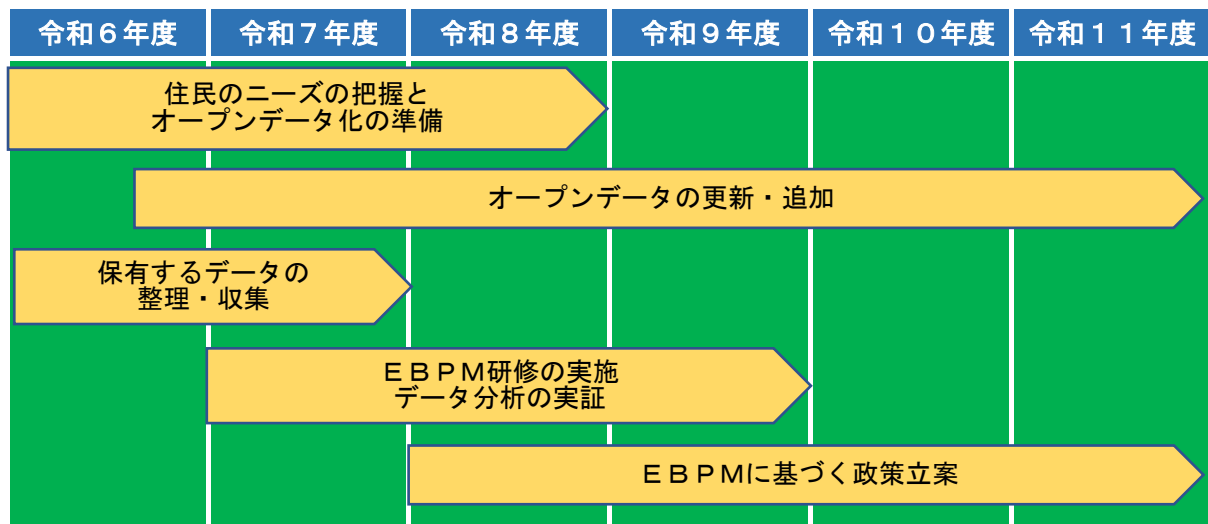 令和６年度
令和７年度
令和８年度
令和９年度
令和１０年度
令和１１年度
住民のニーズの把握と
オープンデータ化の準備
オープンデータの更新・追加
保有するデータの
整理・収集
ＥＢＰＭ研修の実施
データ分析の実証
ＥＢＰＭに基づく政策立案